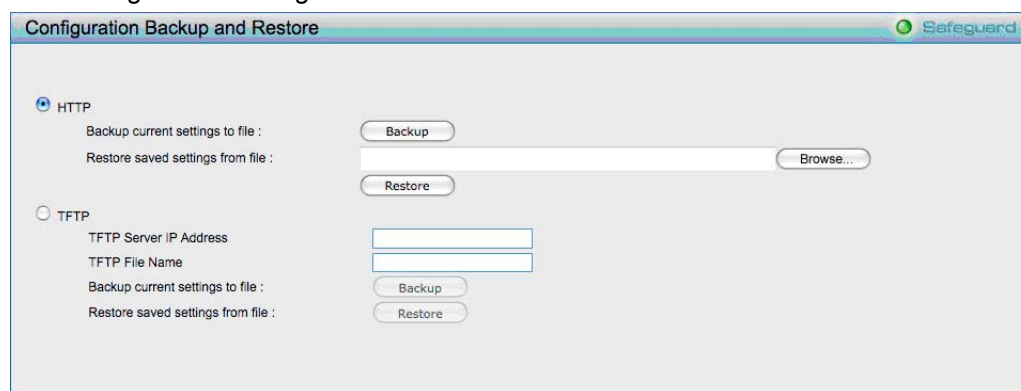 Configuration Backup and Restore Safeguard
HTTP
Backup current settings to file : Backup
Restore saved settings from file : Browse...
Restore
TFTP
TFTP Server IP Address
TFTP File Name
Backup current settings to file : Backup
Restore saved settings from file : Restore